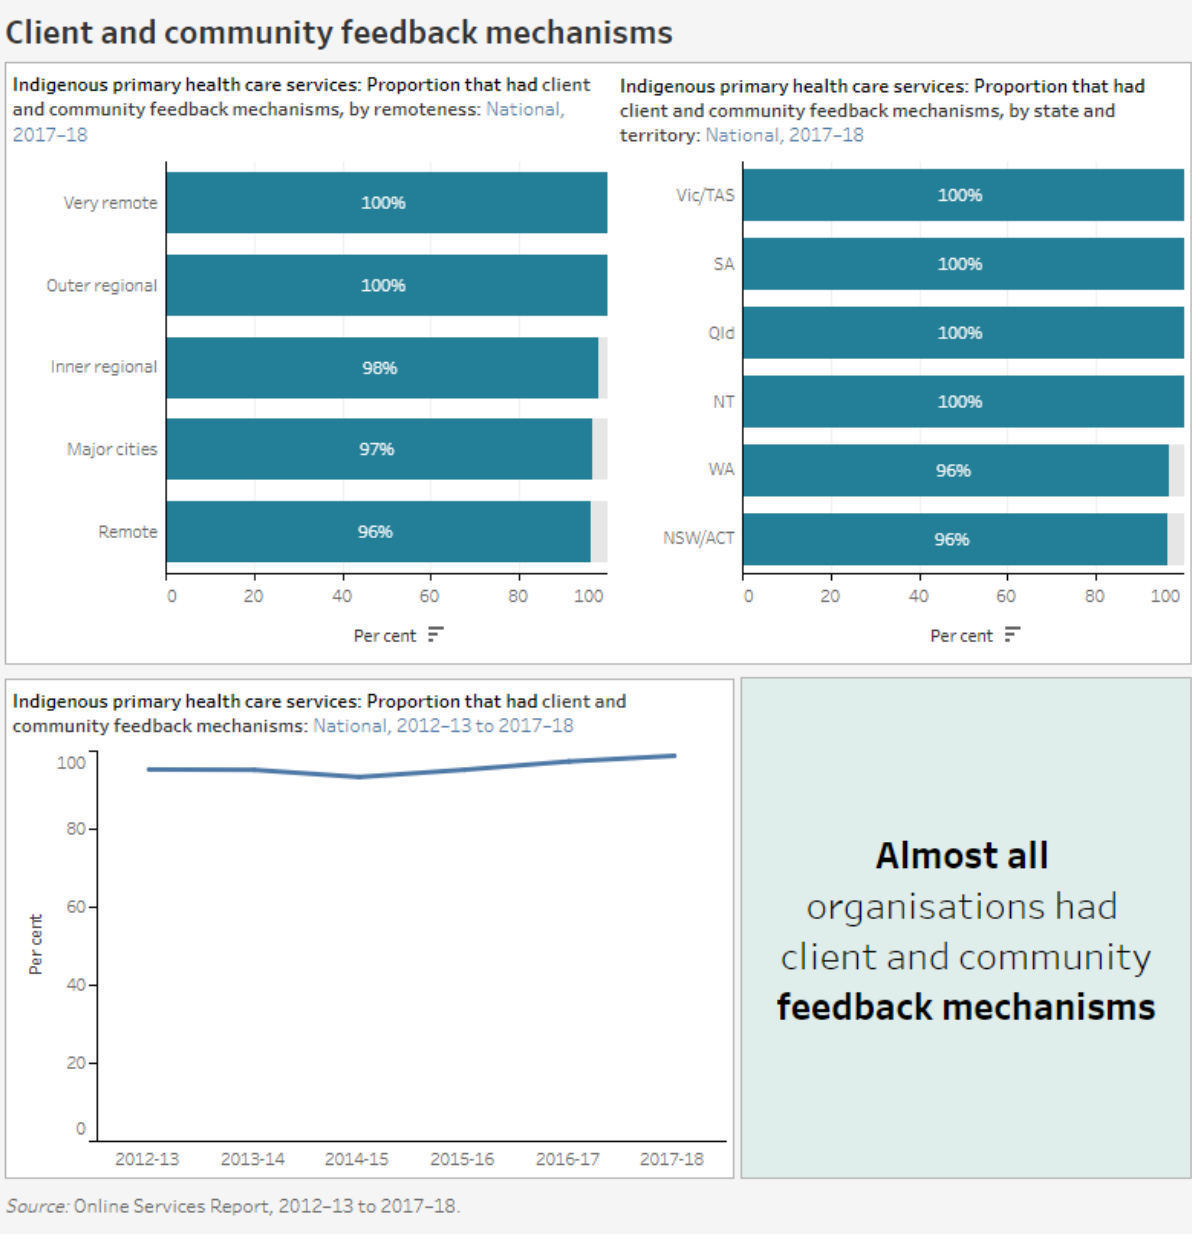 Client and community feedback mechanisms
Indigenous primary health care services: Proportion that had client
and community feedback mechanisms, by remoteness: National,
2017–18
Very remote
100%
Outer regional
100%
Inner regional
98%
Major cities
97%
Remote
96%
0 20 40 60 80 100
Per cent
Indigenous primary health care services: Proportion that had
client and community feedback mechanisms, by state and
territory: National, 2017–18
Vic/TAS
100%
SA
100%
Qld
100%
NT
100%
WA
96%
NSW/ACT
96%
0 20 40 60 80 100
Per cent
Indigenous primary health care services: Proportion that had client and
community feedback mechanisms: National, 2012–13 to 2017–18
100
80
60
40
20
0
Per cent
2012-13 2013-14 2014-15 2015-16 2016-17 2017-18
Almost all
organisations had
client and community
feedback mechanisms
Source: Online Services Report, 2012–13 to 2017–18.